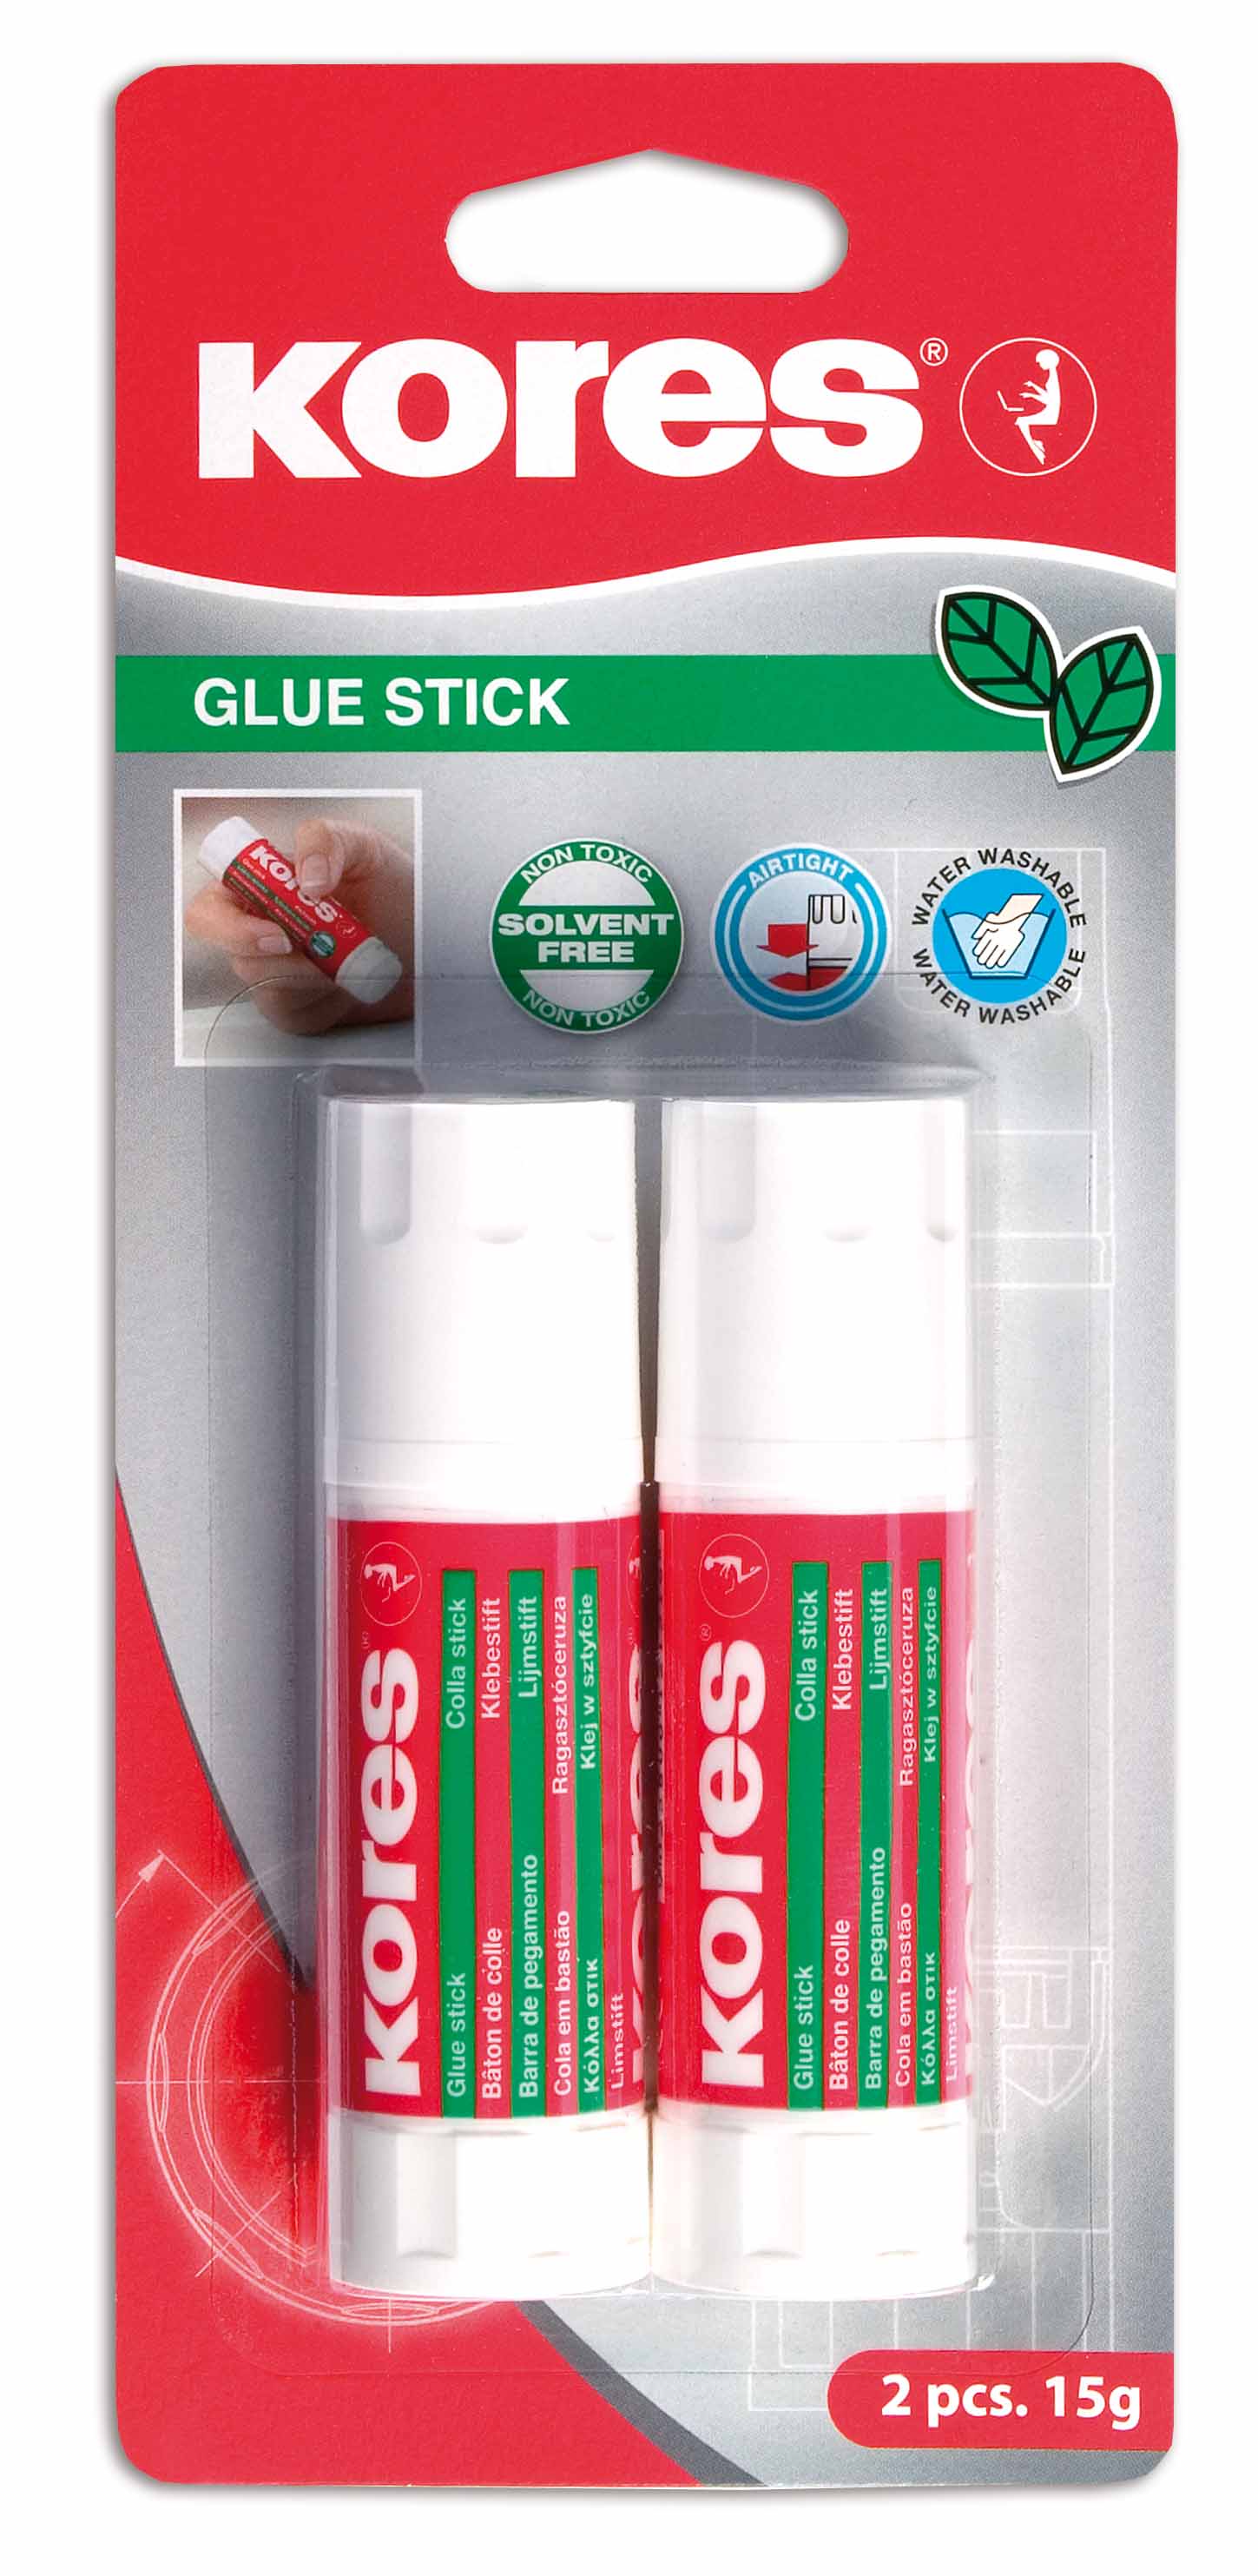 Kores®
GLUE STICK
Kores
NON TOXIC
SOLVENT
FREE
NON TOXIC
AIRTIGHT
WATER WASHABLE
WATER WASHABLE
Kores®
Glue stick Colla stick
Bâton de colle Klebestift
Barra de pegamento Lijmstift
Cola em bastão Ragasztóceruza
Κόλλα στικ Klej w sztyfcie
Limstift
Kores®
Glue stick Colla stick
Bâton de colle Klebestift
Barra de pegamento Lijmstift
Cola em bastão Ragasztóceruza
Κόλλα στικ Klej w sztyfcie
Limstift
2 pcs. 15g